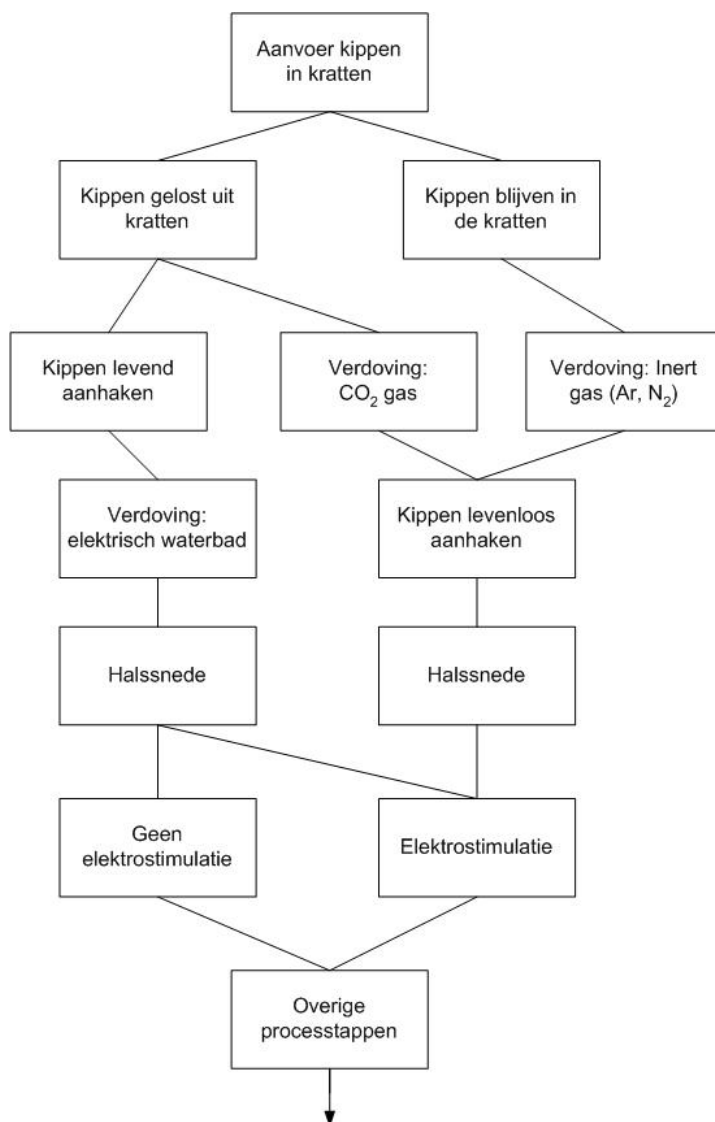 Aanvoer kippen
in kratten
Kippen gelost uit
kratten
Kippen blijven in
de kratten
Kippen levend
aanhaken
Verdoving:
CO₂ gas
Verdoving: Inert
gas (Ar, N₂)
Verdoving:
elektrisch waterbad
Kippen levenloos
aanhaken
Halssnede
Halssnede
Geen
elektrostimulatie
Elektrostimulatie
Overige
processtappen